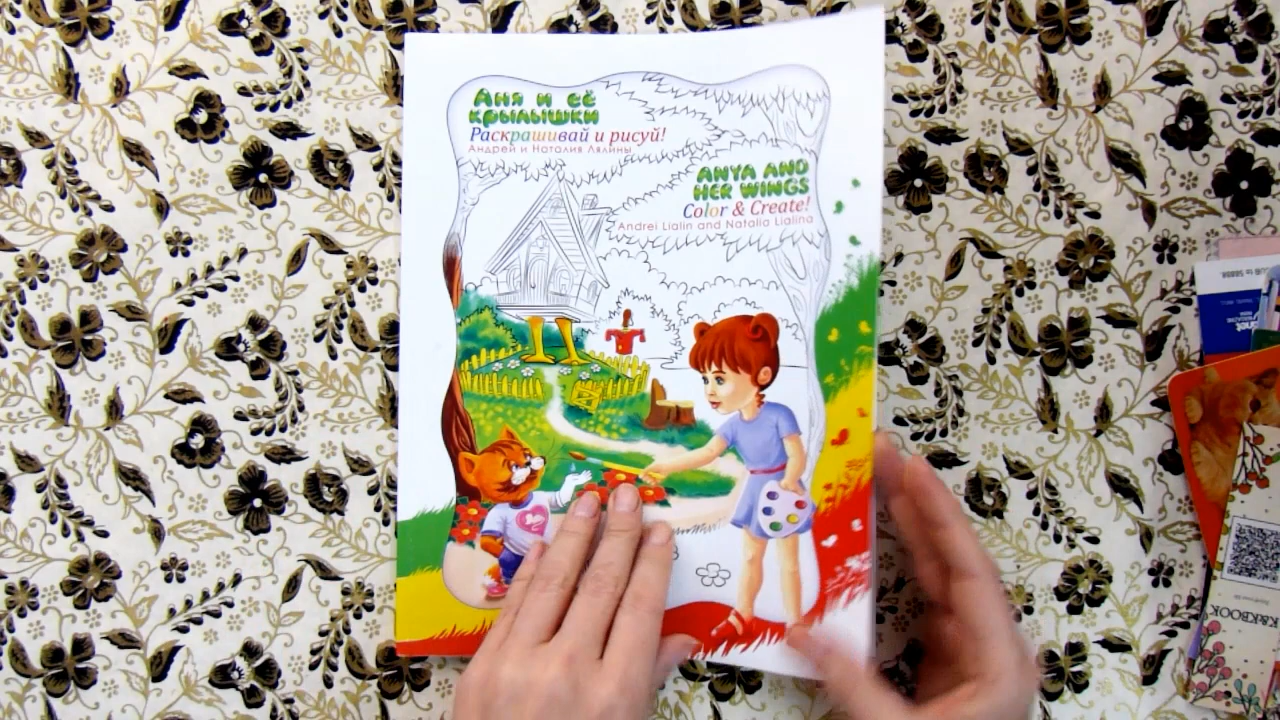 Аня и её
крылышки
Раскрашивай и рисуй!
Андрей и Наталия Лялины
ANYA AND
HER WINGS
Color & Create!
Andrei Lialin and Natalia Lialina
K&KBOOK